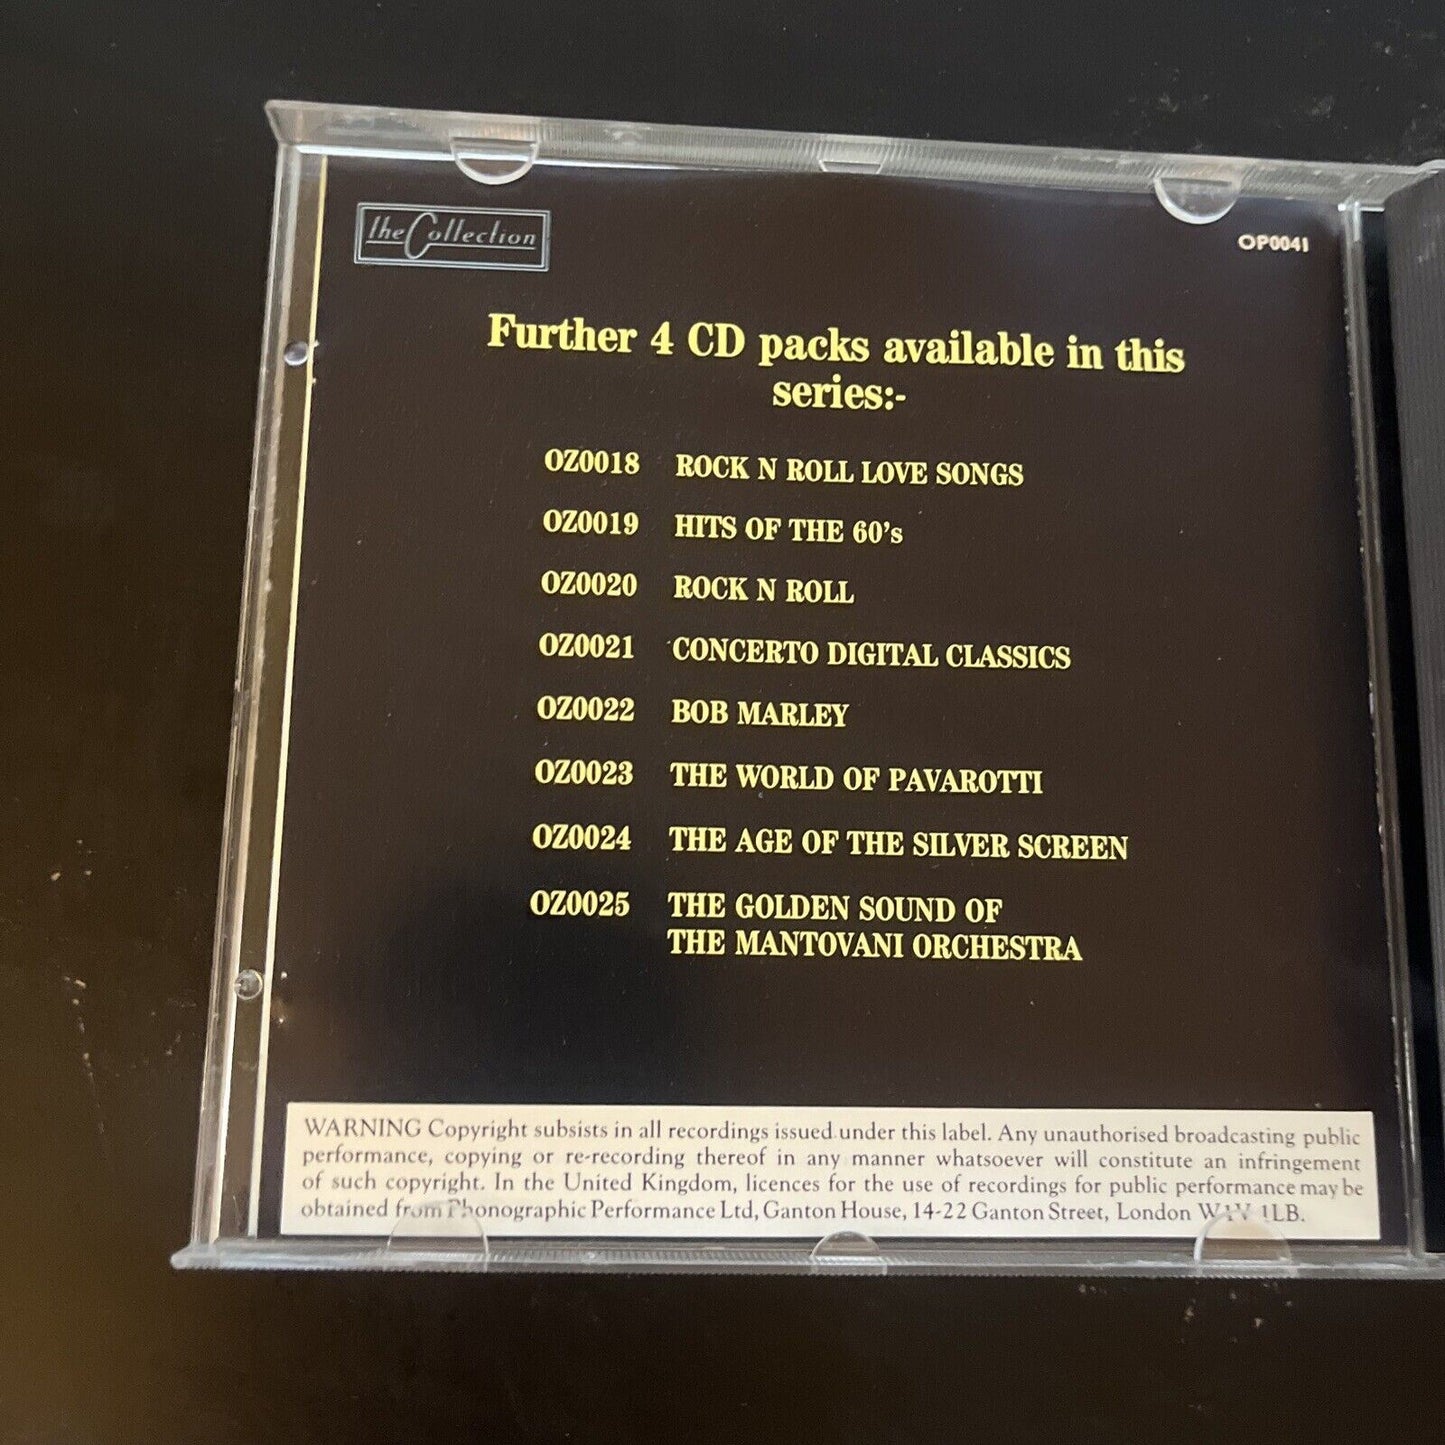 the Collection
OP0041
Further 4 CD packs available in this
series:-
OZ0018 ROCK N ROLL LOVE SONGS
OZ0019 HITS OF THE 60's
OZ0020 ROCK N ROLL
OZ0021 CONCERTO DIGITAL CLASSICS
OZ0022 BOB MARLEY
OZ0023 THE WORLD OF PAVAROTTI
OZ0024 THE AGE OF THE SILVER SCREEN
OZ0025 THE GOLDEN SOUND OF
THE MANTOVANI ORCHESTRA
WARNING Copyright subsists in all recordings issued under this label. Any unauthorised broadcasting public
performance, copying or re-recording thereof in any manner whatsoever will constitute an infringement
of such copyright. In the United Kingdom, licences for the use of recordings for public performance may be
obtained from Phonographic Performance Ltd, Ganton House, 14-22 Ganton Street, London W1V 1LB.